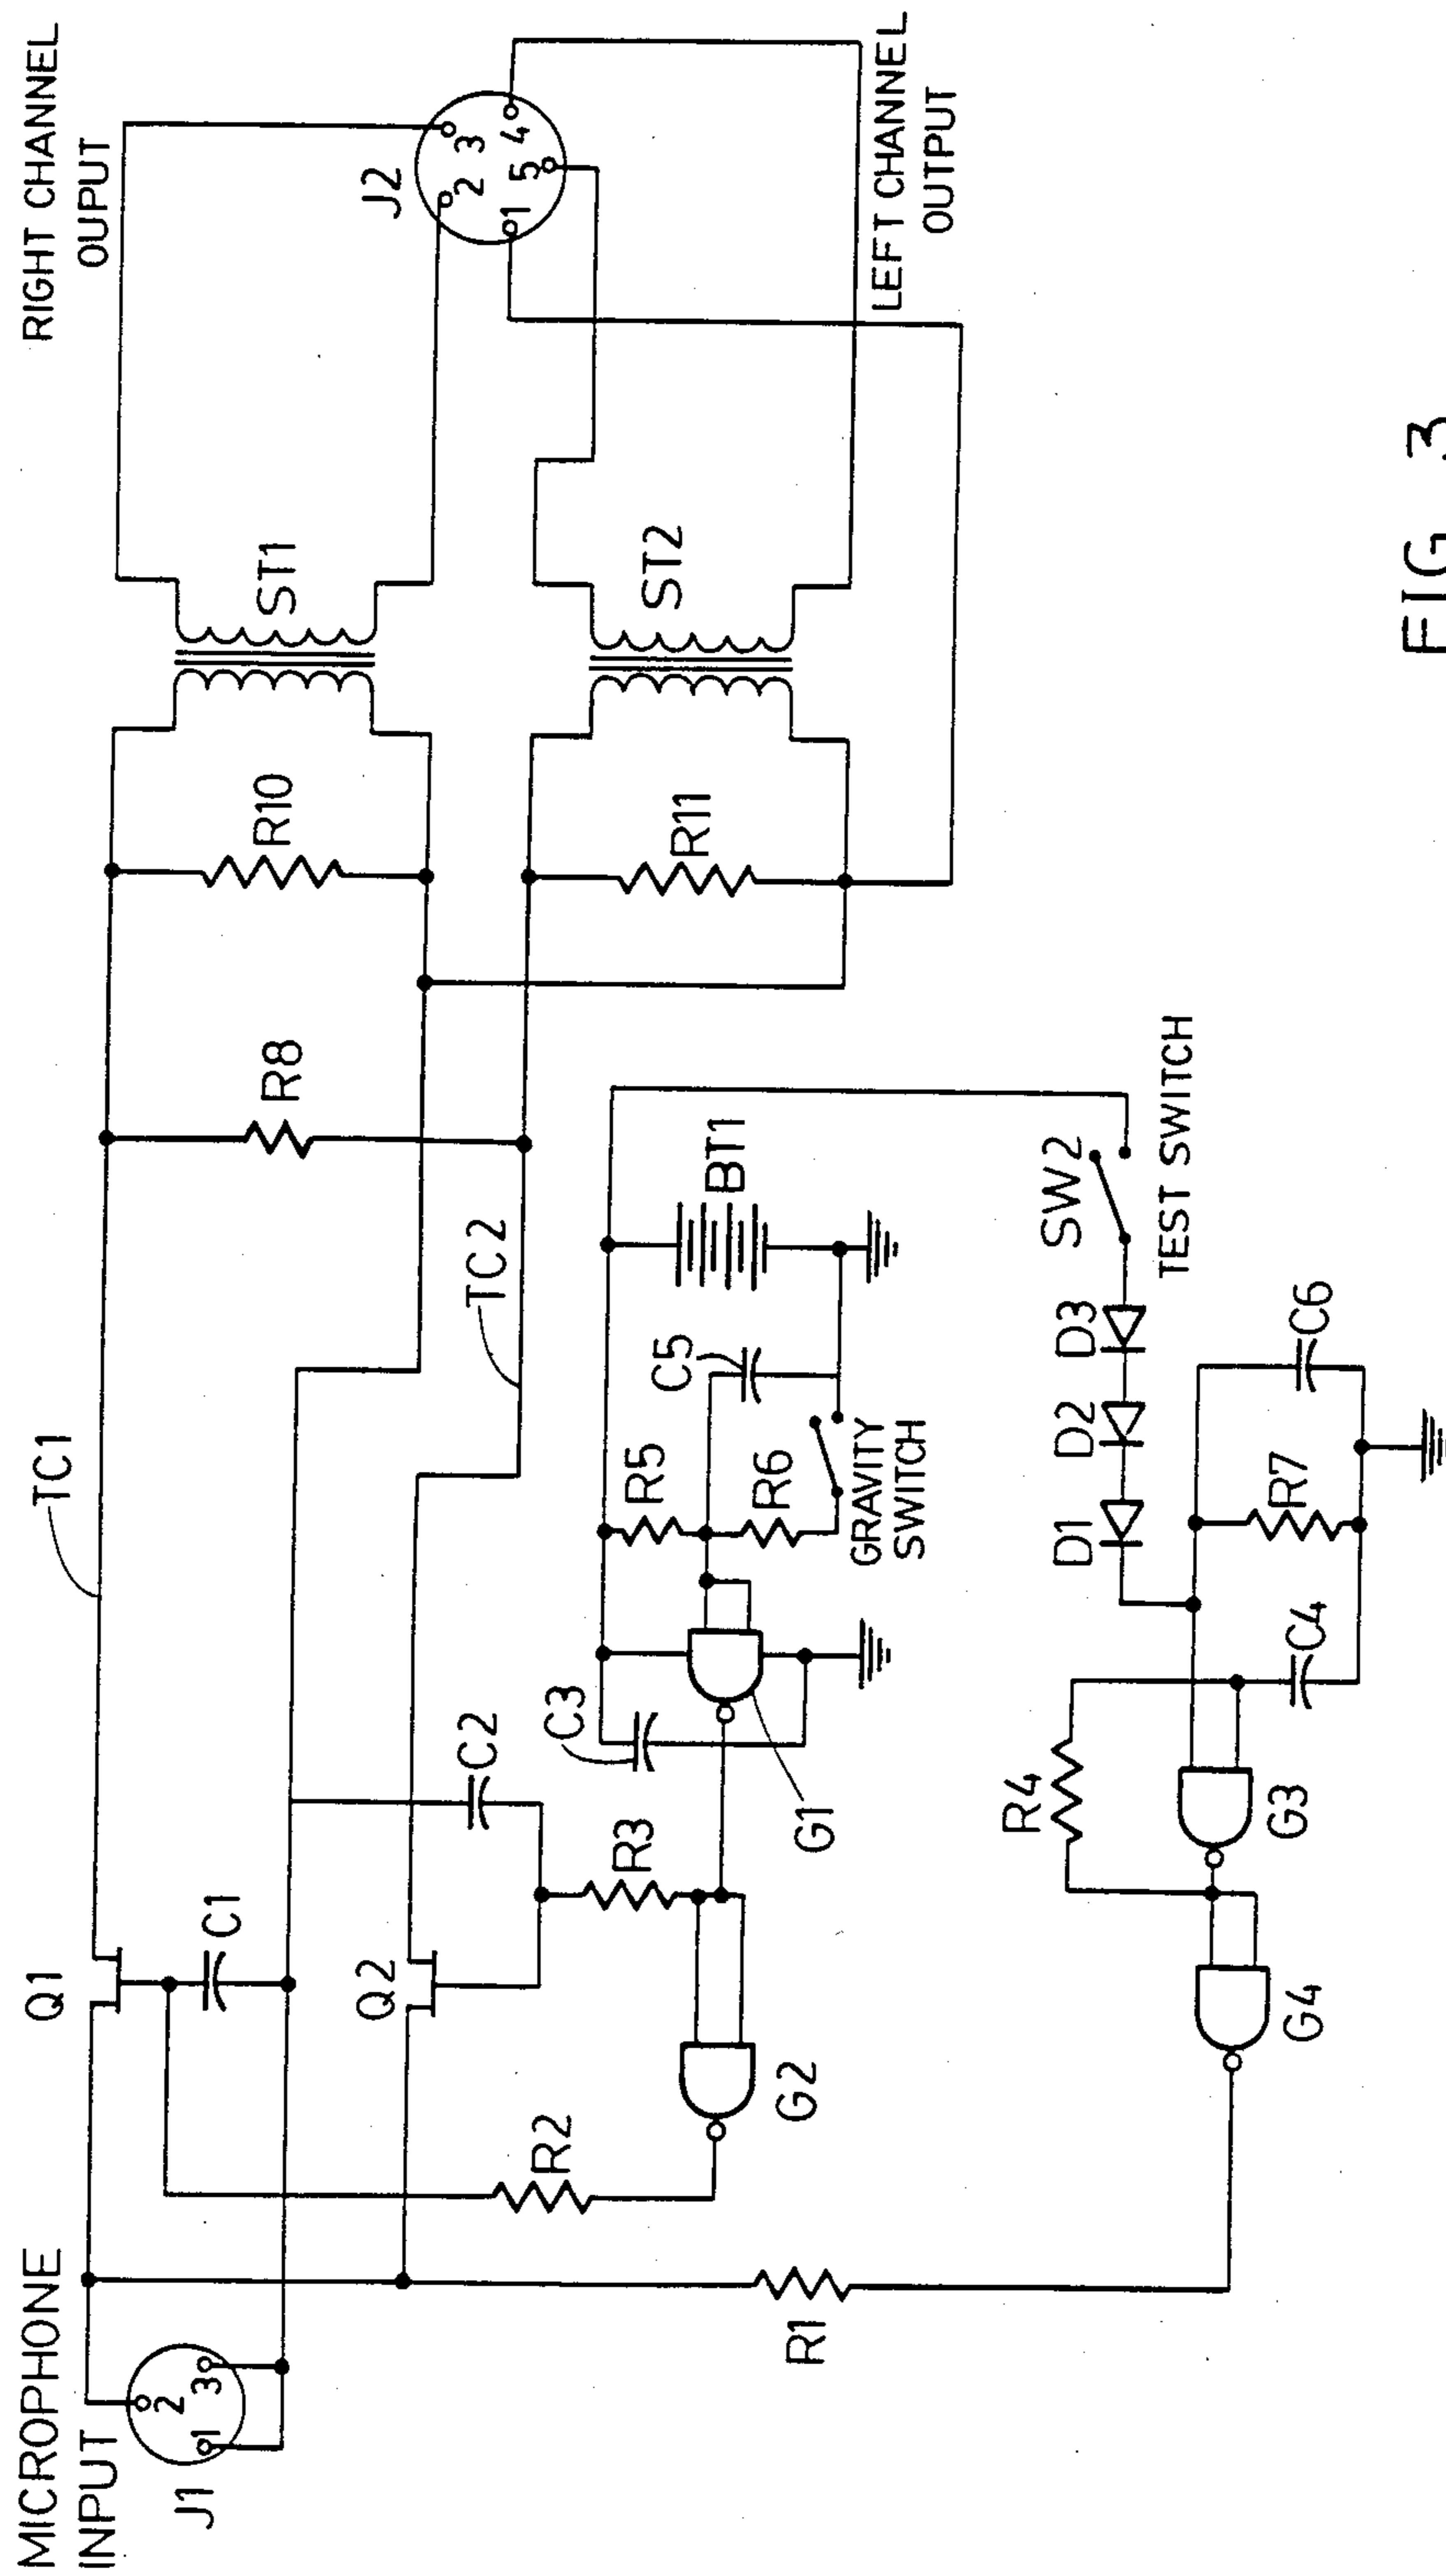 MICROPHONE
INPUT
J1
1
2
3
Q1
C1
TC1
R8
R10
ST1
RIGHT CHANNEL
OUPUT
J2
2
3
1
5
4
Q2
C2
TC2
R11
ST2
LEFT CHANNEL
OUTPUT
R2
R3
C3
G2
G1
R5
R6
C5
BT1
GRAVITY
SWITCH
R1
R4
G4
G3
C4
R7
C6
D1
D2
D3
SW2
TEST SWITCH
FIG. 3